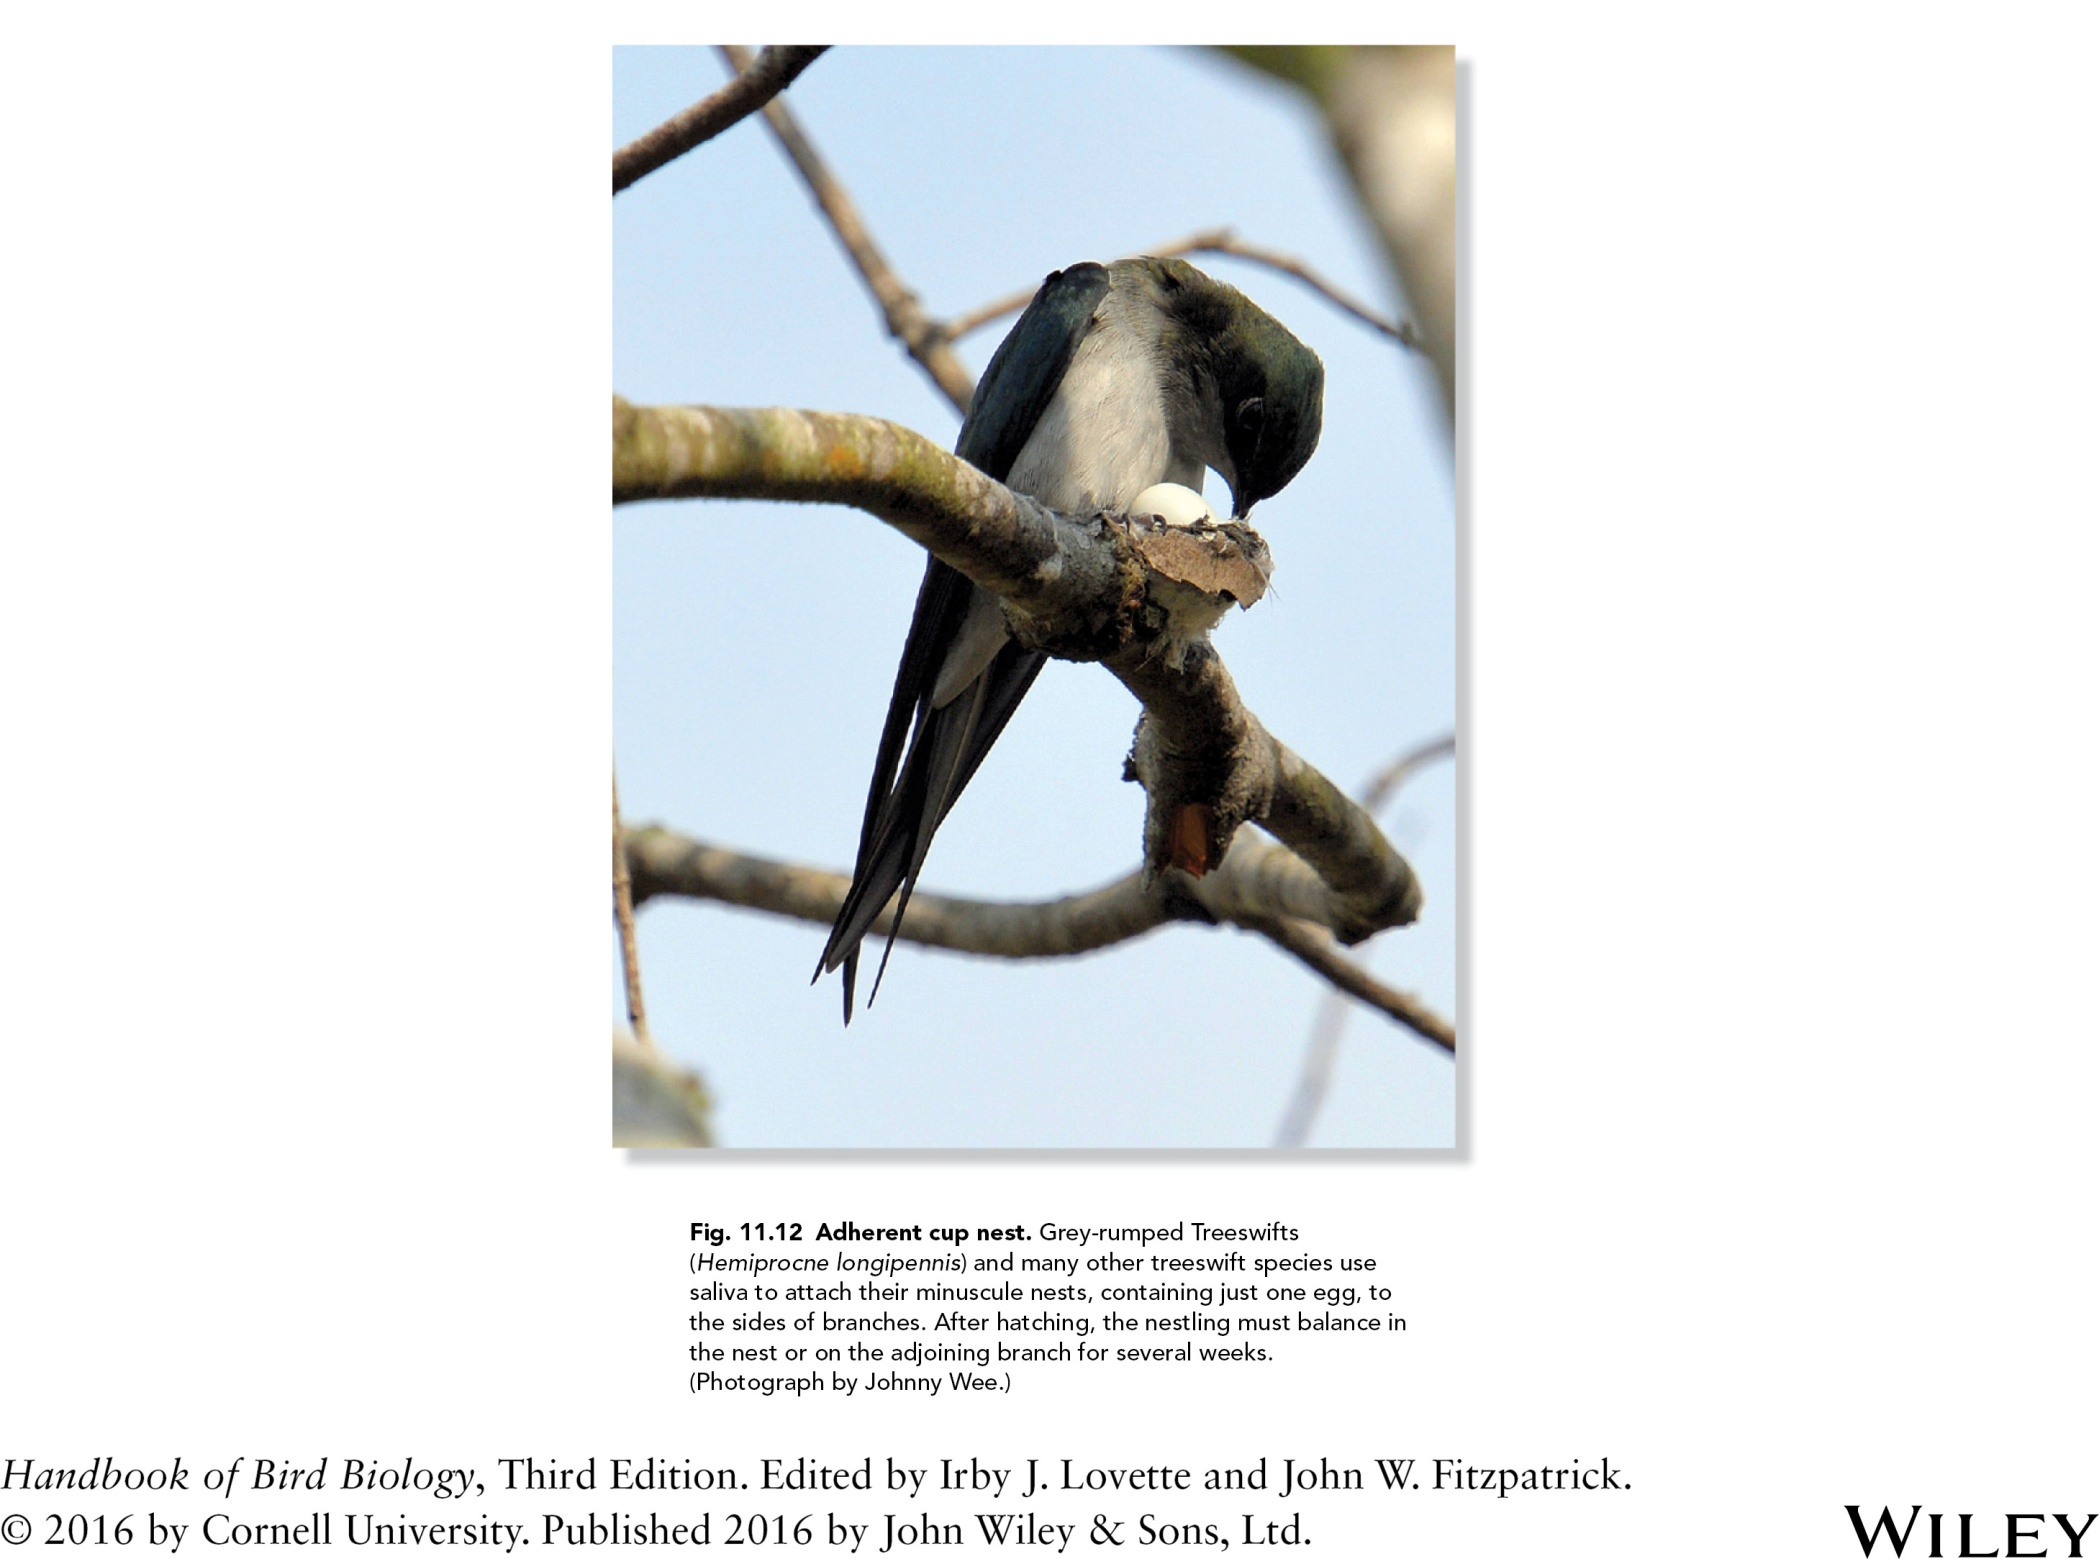 Fig. 11.12 Adherent cup nest. Grey-rumped Treeswifts
(Hemiprocne longipennis) and many other treeswift species use
saliva to attach their minuscule nests, containing just one egg, to
the sides of branches. After hatching, the nestling must balance in
the nest or on the adjoining branch for several weeks.
(Photograph by Johnny Wee.)
Handbook of Bird Biology, Third Edition. Edited by Irby J. Lovette and John W. Fitzpatrick.
© 2016 by Cornell University. Published 2016 by John Wiley & Sons, Ltd.
WILEY